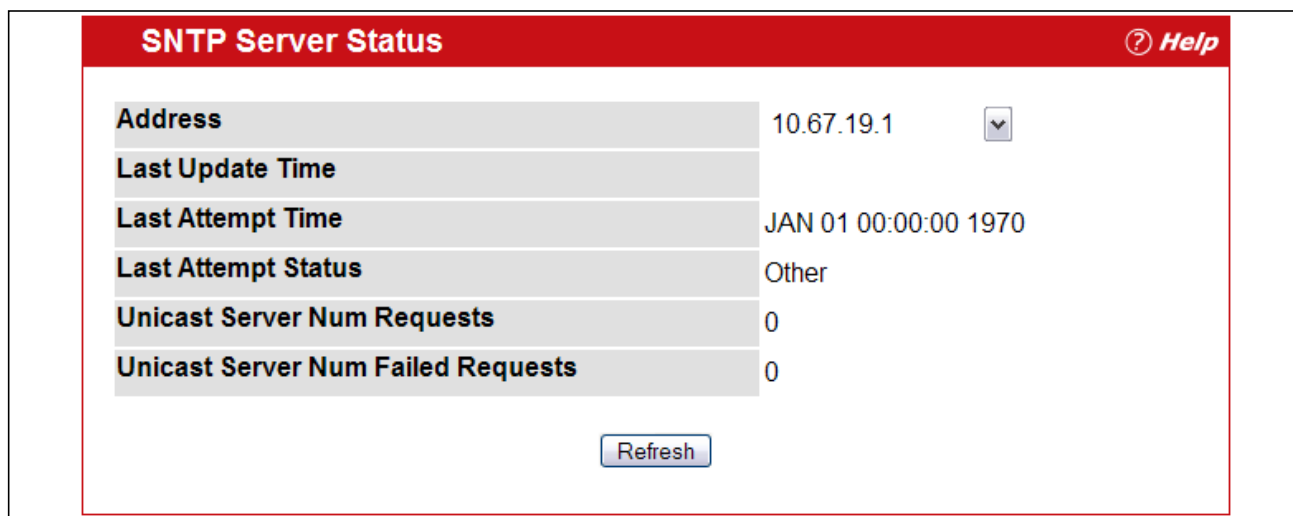 SNTP Server Status
? Help
Address 10.67.19.1
Last Update Time
Last Attempt Time JAN 01 00:00:00 1970
Last Attempt Status Other
Unicast Server Num Requests 0
Unicast Server Num Failed Requests 0
Refresh